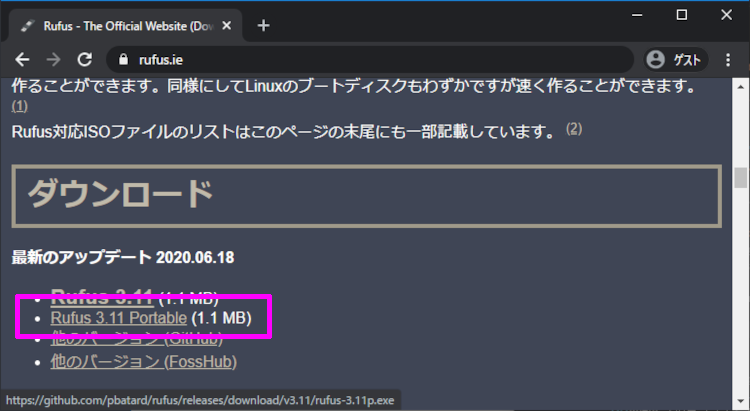 Rufus - The Official Website (Dow
rufus.ie
ゲスト
作ることができます。同様にしてLinuxのブートディスクもわずかですが速く作ることができます。
(1)
Rufus対応ISOファイルのリストはこのページの末尾にも一部記載しています。 (2)
ダウンロード
最新のアップデート 2020.06.18
Rufus 3.11 (1.1 MB)
Rufus 3.11 Portable (1.1 MB)
他のバージョン (GitHub)
他のバージョン (FossHub)
https://github.com/pbatard/rufus/releases/download/v3.11/rufus-3.11p.exe